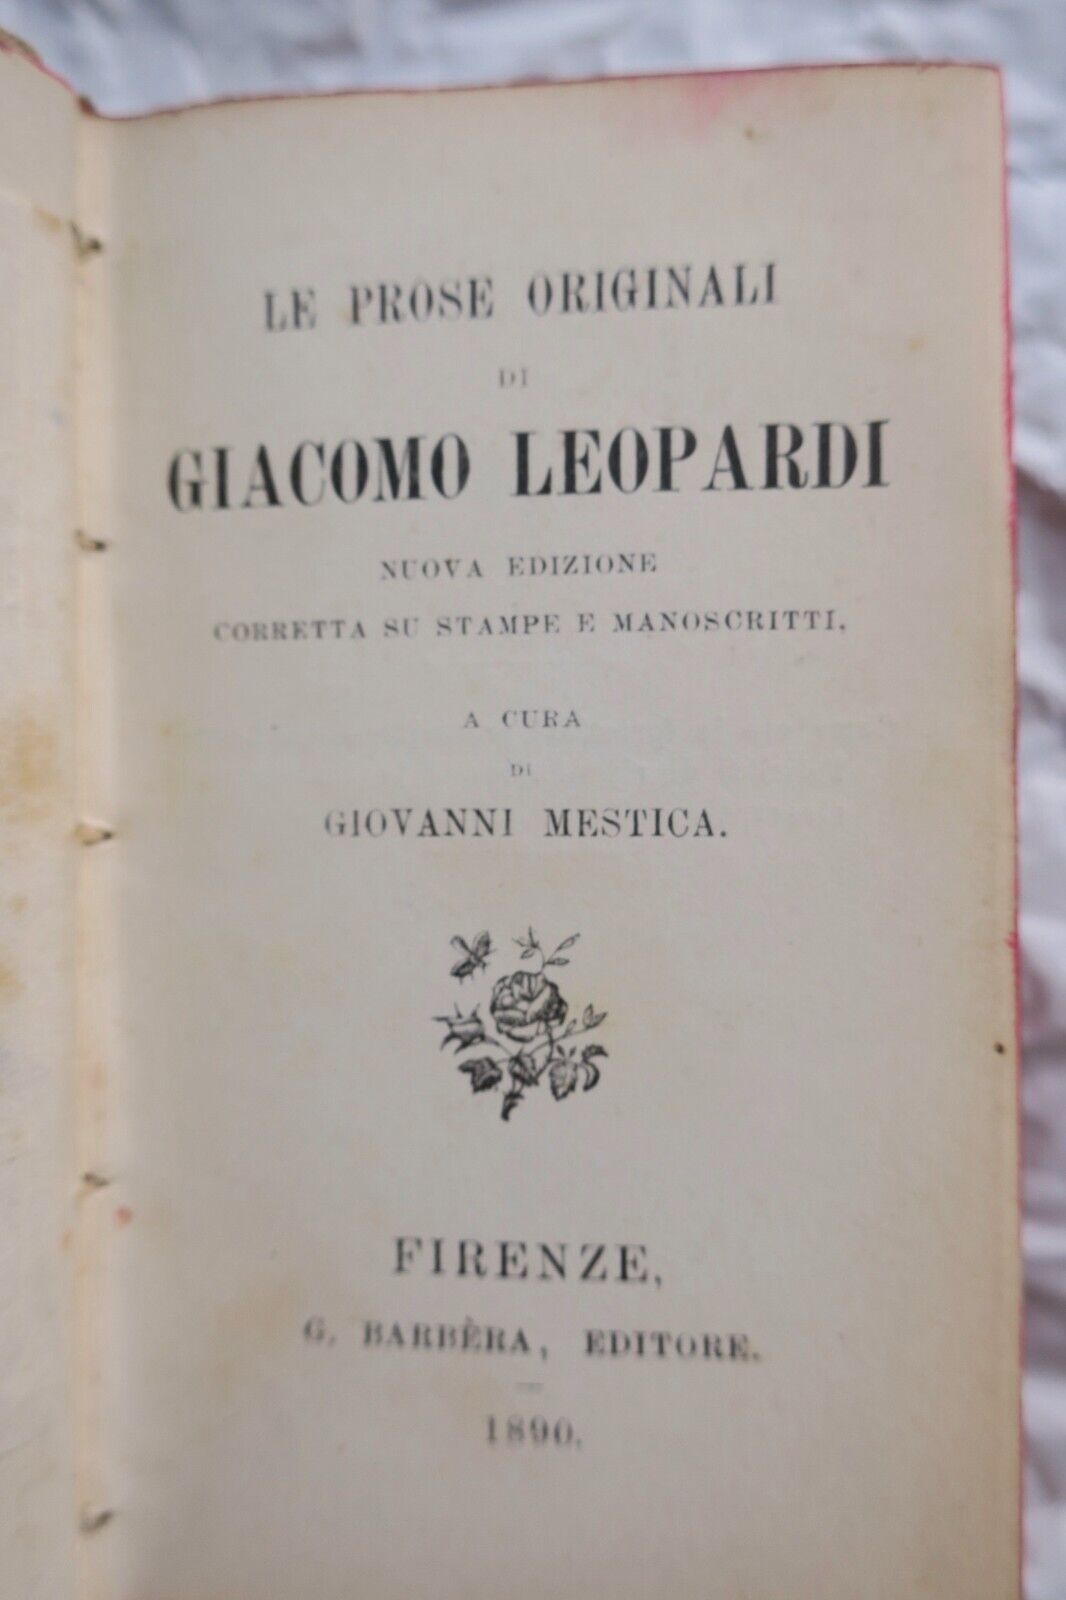 LE PROSE ORIGINALI
DI
GIACOMO LEOPARDI
NUOVA EDIZIONE
CORRETTA SU STAMPE E MANOSCRITTI,
A CURA
DI
GIOVANNI MESTICA.
FIRENZE,
G. BARBÈRA, EDITORE.
1890.